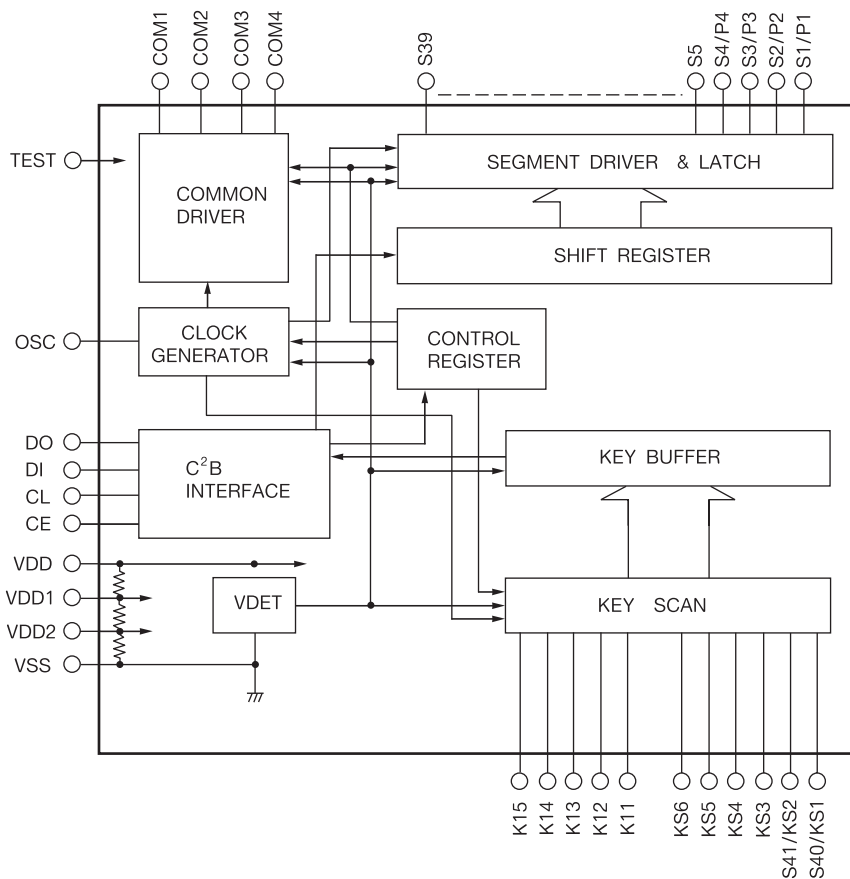 COM1
COM2
COM3
COM4
S39
S5
S4/P4
S3/P3
S2/P2
S1/P1
TEST
COMMON
DRIVER
SEGMENT DRIVER & LATCH
SHIFT REGISTER
OSC
CLOCK
GENERATOR
CONTROL
REGISTER
DO
DI
CL
CE
C²B
INTERFACE
KEY BUFFER
VDD
VDD1
VDD2
VSS
VDET
KEY SCAN
K15
K14
K13
K12
K11
KS6
KS5
KS4
KS3
S41/KS2
S40/KS1